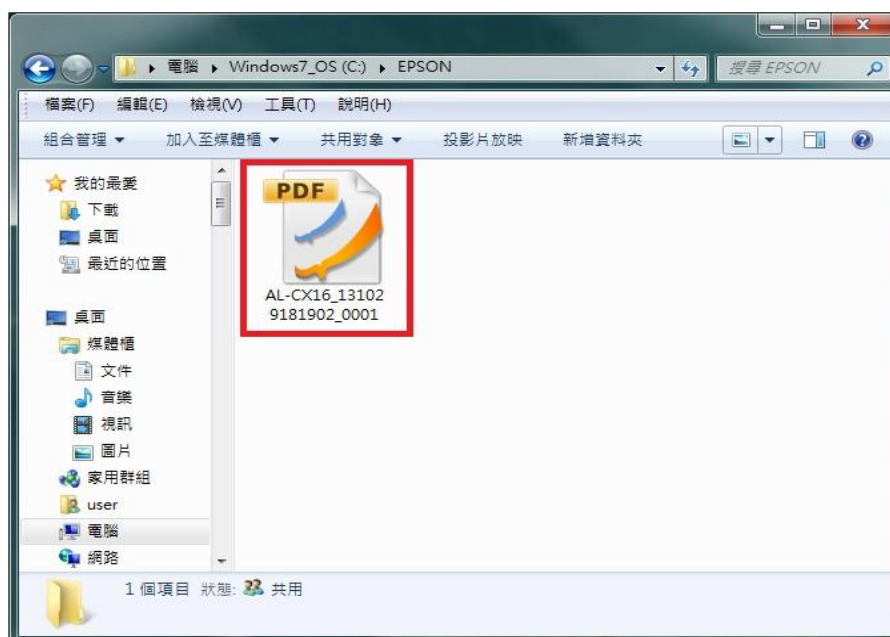 電腦 Windows7_OS (C:) EPSON 搜尋 EPSON
檔案(F) 編輯(E) 檢視(V) 工具(T) 說明(H)
組合管理 加入至媒體櫃 共用對象 投影片放映 新增資料夾
我的最愛
下載
桌面
最近的位置
桌面
媒體櫃
文件
音樂
視訊
圖片
家用群組
user
電腦
網路
PDF
AL-CX16_13102
9181902_0001
1 個項目 狀態: 共用